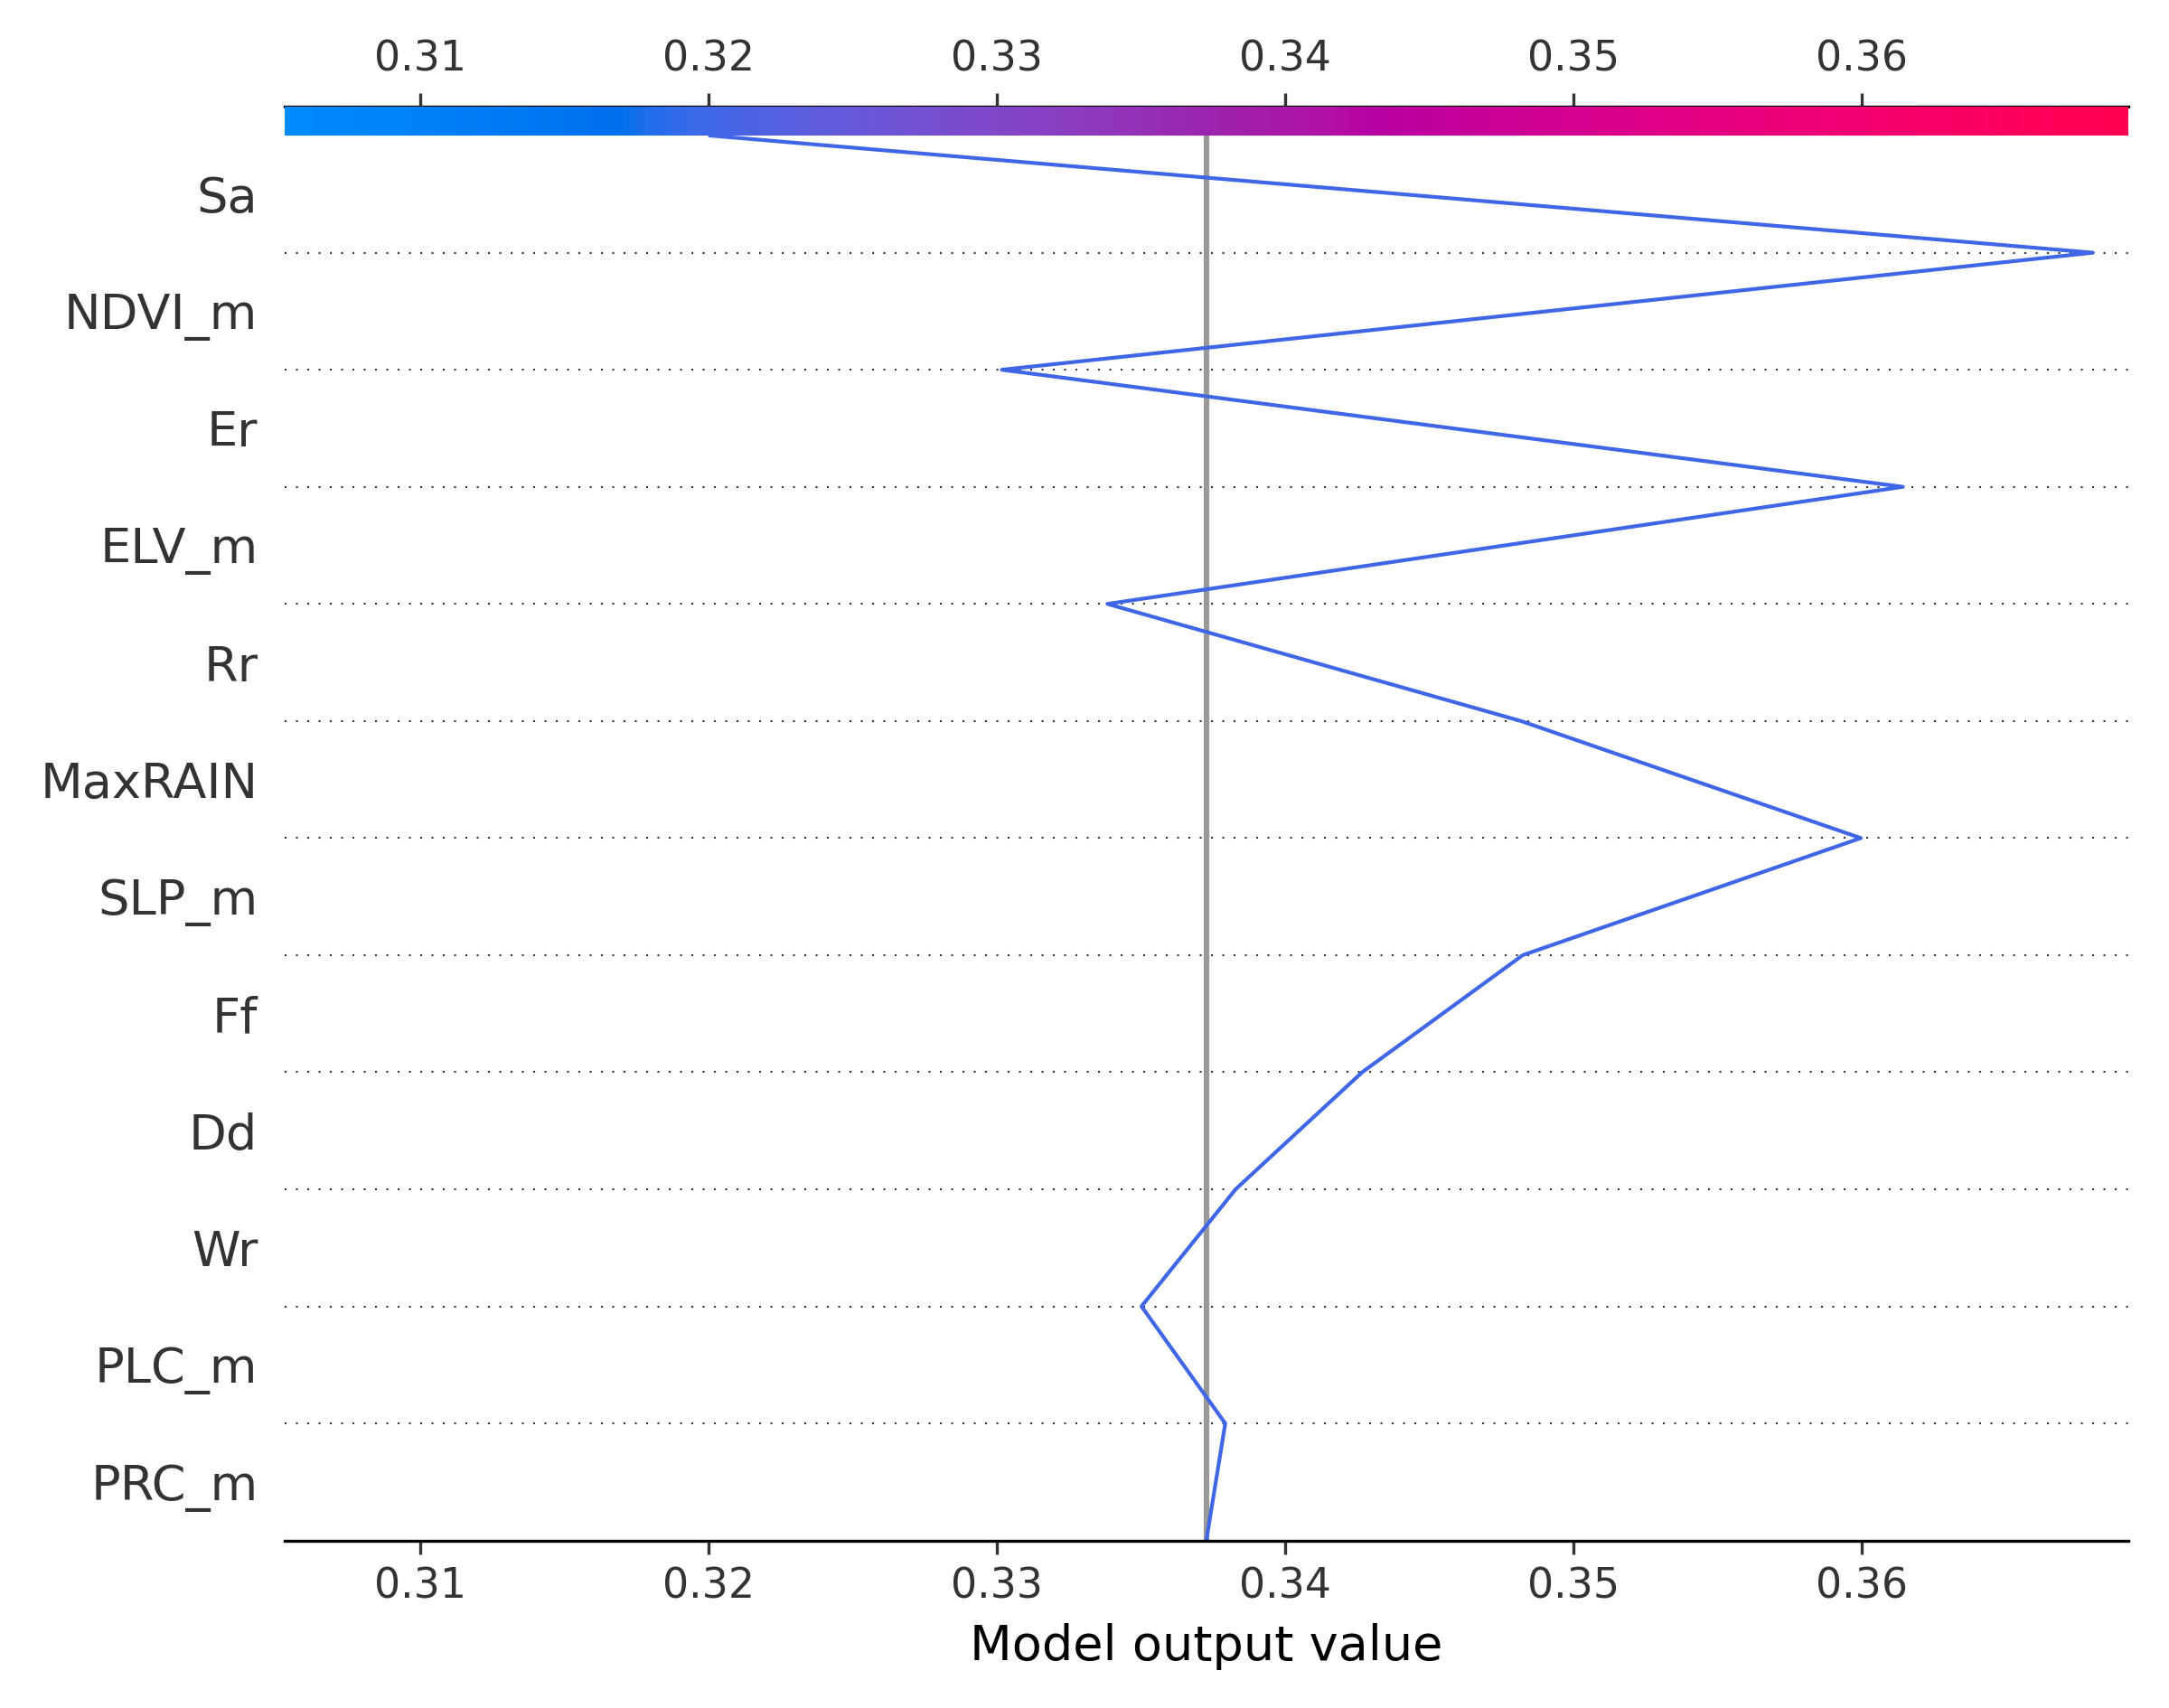 0.31 0.32 0.33 0.34 0.35 0.36
Sa
NDVI_m
Er
ELV_m
Rr
MaxRAIN
SLP_m
Ff
Dd
Wr
PLC_m
PRC_m
0.31 0.32 0.33 0.34 0.35 0.36
Model output value